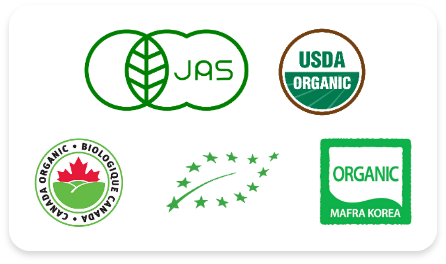 JAS
USDA
ORGANIC
CANADA ORGANIC • BIOLOGIQUE CANADA •
ORGANIC
MAFRA KOREA